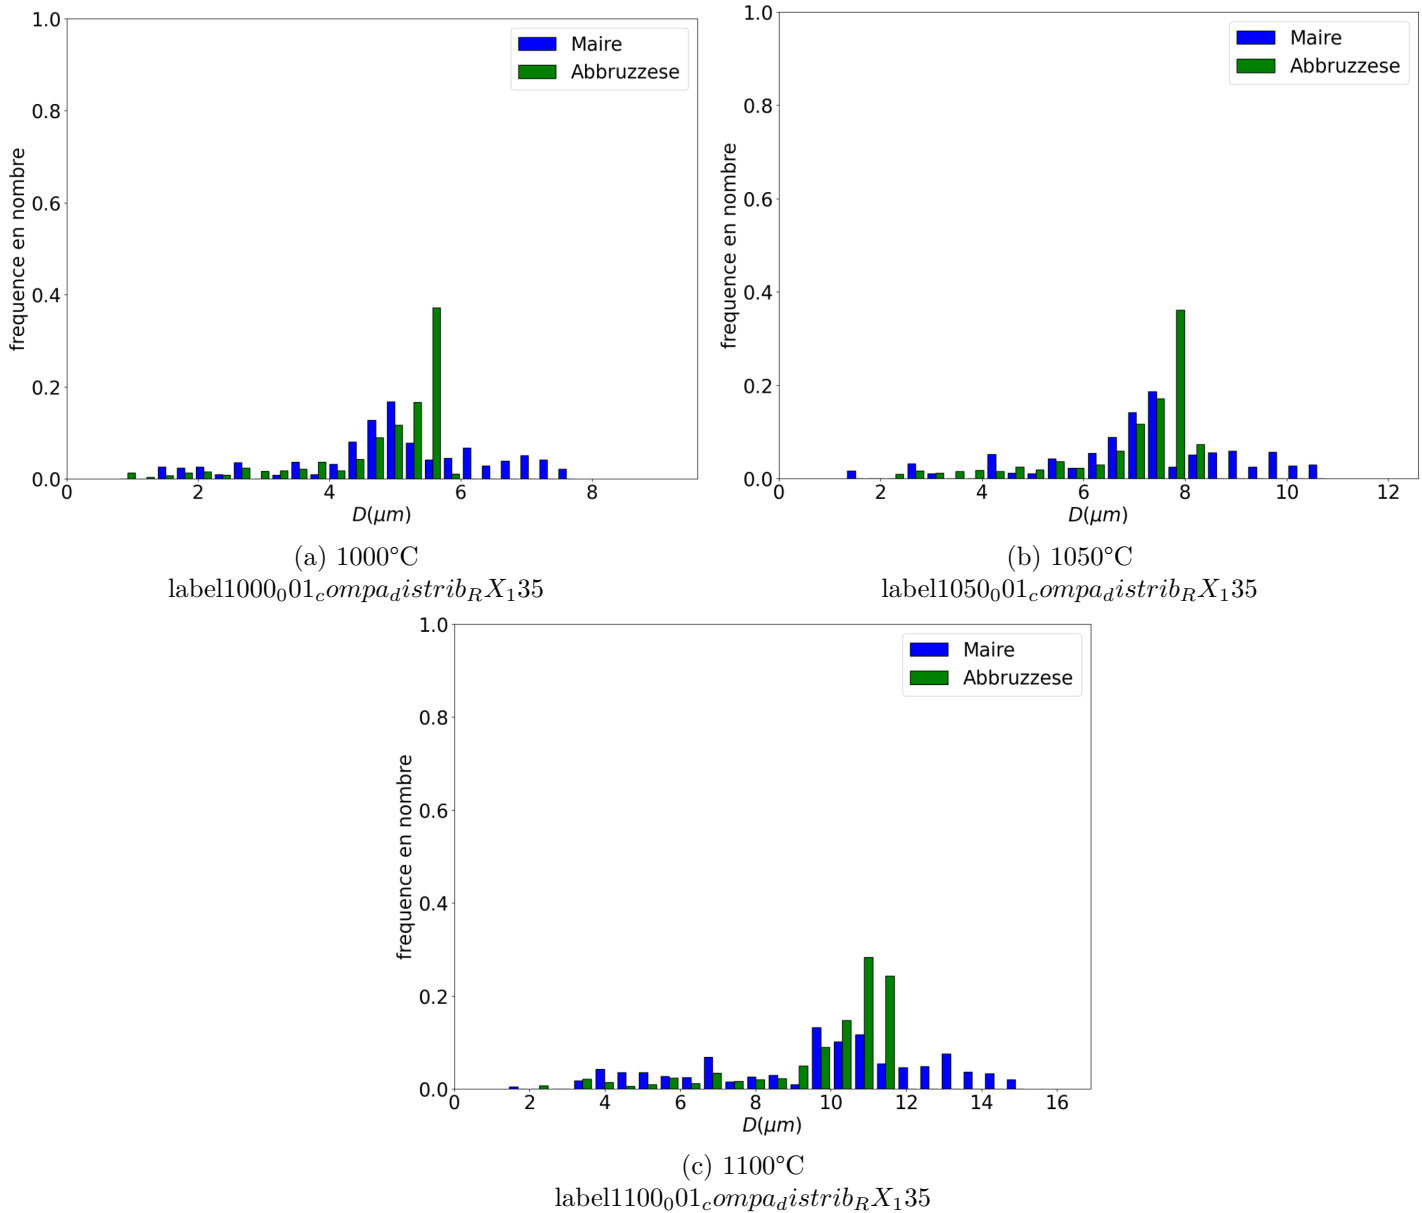 1.0
0.8
0.6
0.4
0.2
0.0
frequence en nombre
Maire
Abbruzzese
0 2 4 6 8
D(μm)
(a) 1000°C
label1000₀01_compa_distrib_RX₁35
1.0
0.8
0.6
0.4
0.2
0.0
frequence en nombre
Maire
Abbruzzese
0 2 4 6 8 10 12
D(μm)
(b) 1050°C
label1050₀01_compa_distrib_RX₁35
1.0
0.8
0.6
0.4
0.2
0.0
frequence en nombre
Maire
Abbruzzese
0 2 4 6 8 10 12 14 16
D(μm)
(c) 1100°C
label1100₀01_compa_distrib_RX₁35